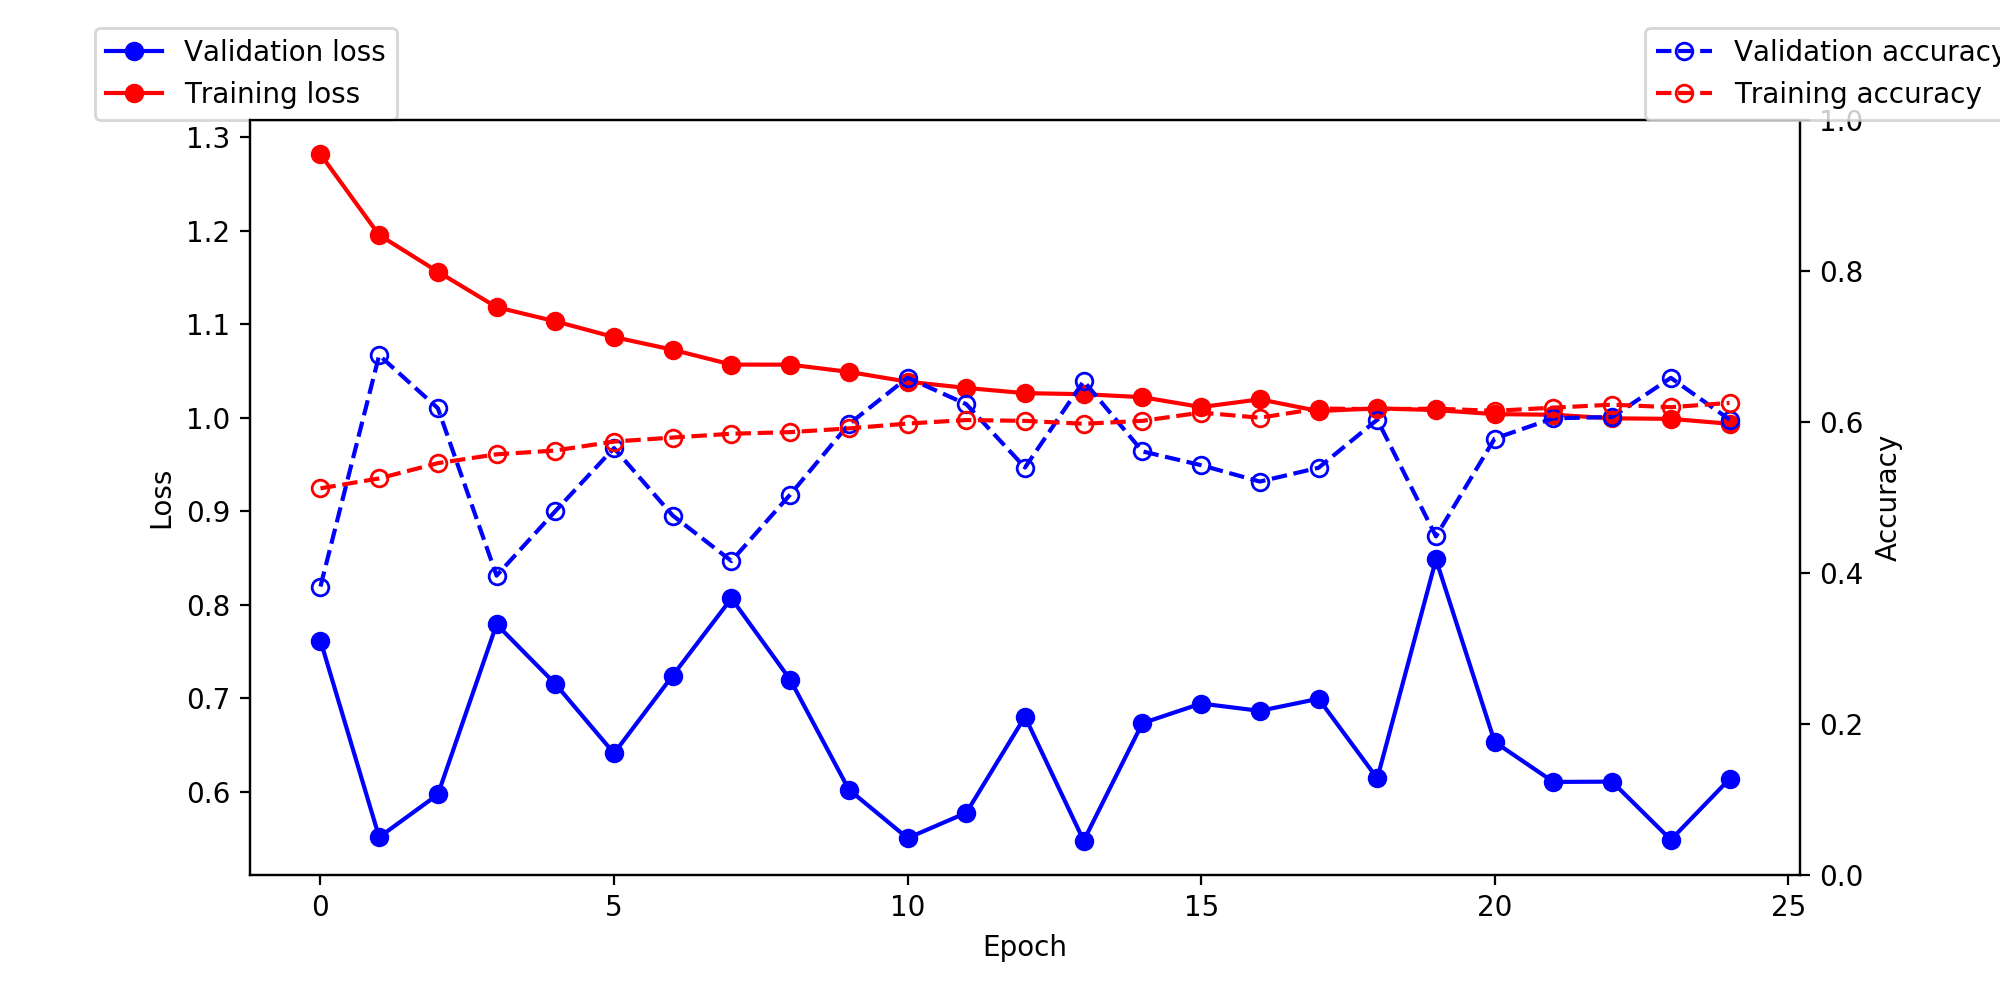 Validation loss
Training loss
Validation accuracy
Training accuracy
1.3
1.2
1.1
1.0
0.9
0.8
0.7
0.6
Loss
1.0
0.8
0.6
0.4
0.2
0.0
Accuracy
0 5 10 15 20 25
Epoch